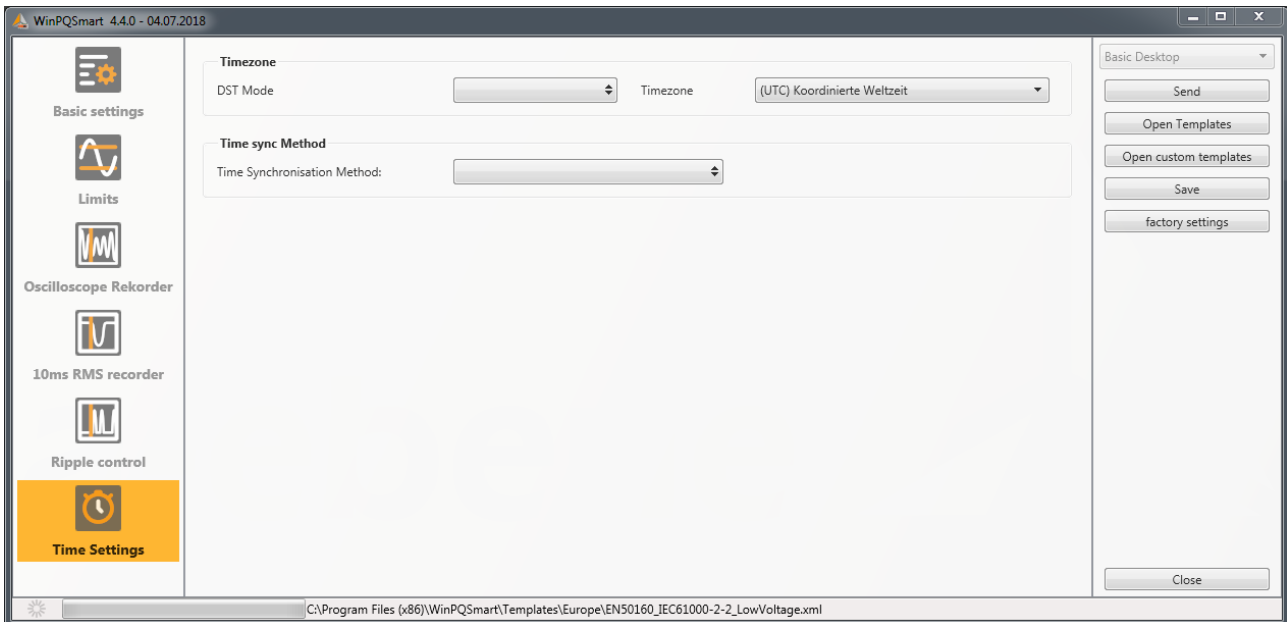 WinPQSmart 4.4.0 - 04.07.2018
Basic settings
Limits
Oscilloscope Rekorder
10ms RMS recorder
Ripple control
Time Settings
Timezone
DST Mode
Timezone
(UTC) Koordinierte Weltzeit
Time sync Method
Time Synchronisation Method:
Basic Desktop
Send
Open Templates
Open custom templates
Save
factory settings
Close
C:\Program Files (x86)\WinPQSmart\Templates\Europe\EN50160_IEC61000-2-2_LowVoltage.xml